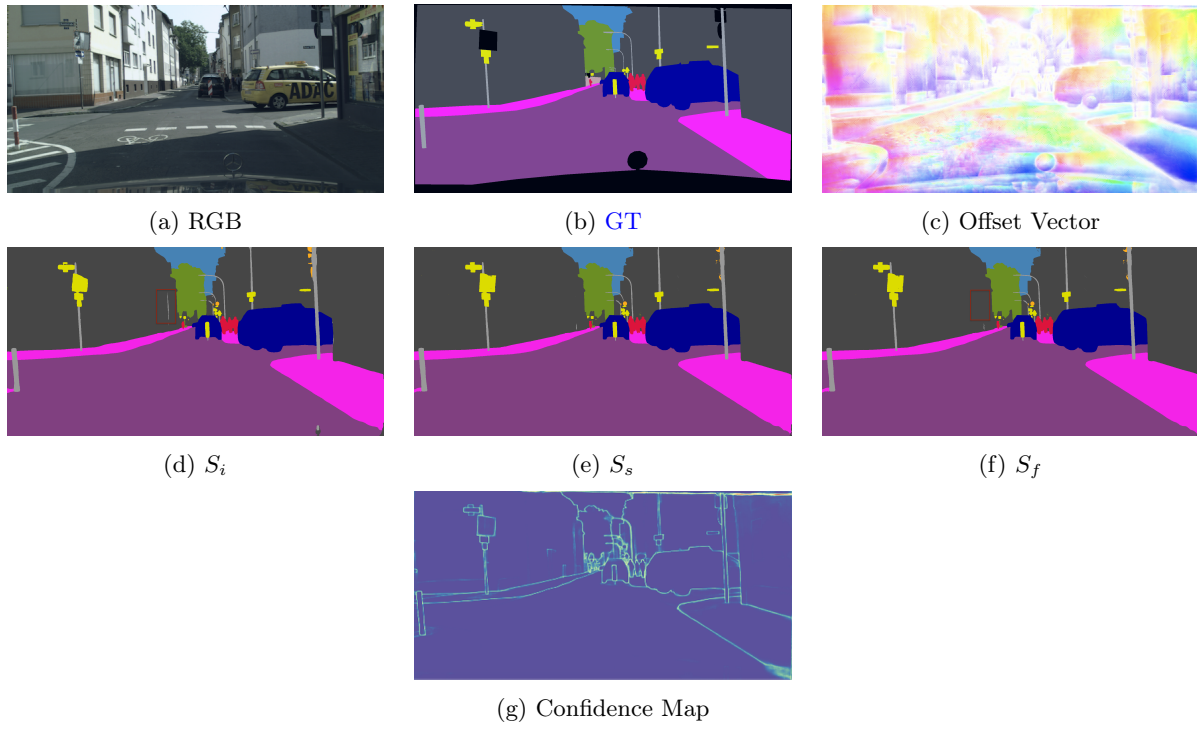 ADAC
(a) RGB
(b) GT
(c) Offset Vector
(d) S_i
(e) S_s
(f) S_f
(g) Confidence Map